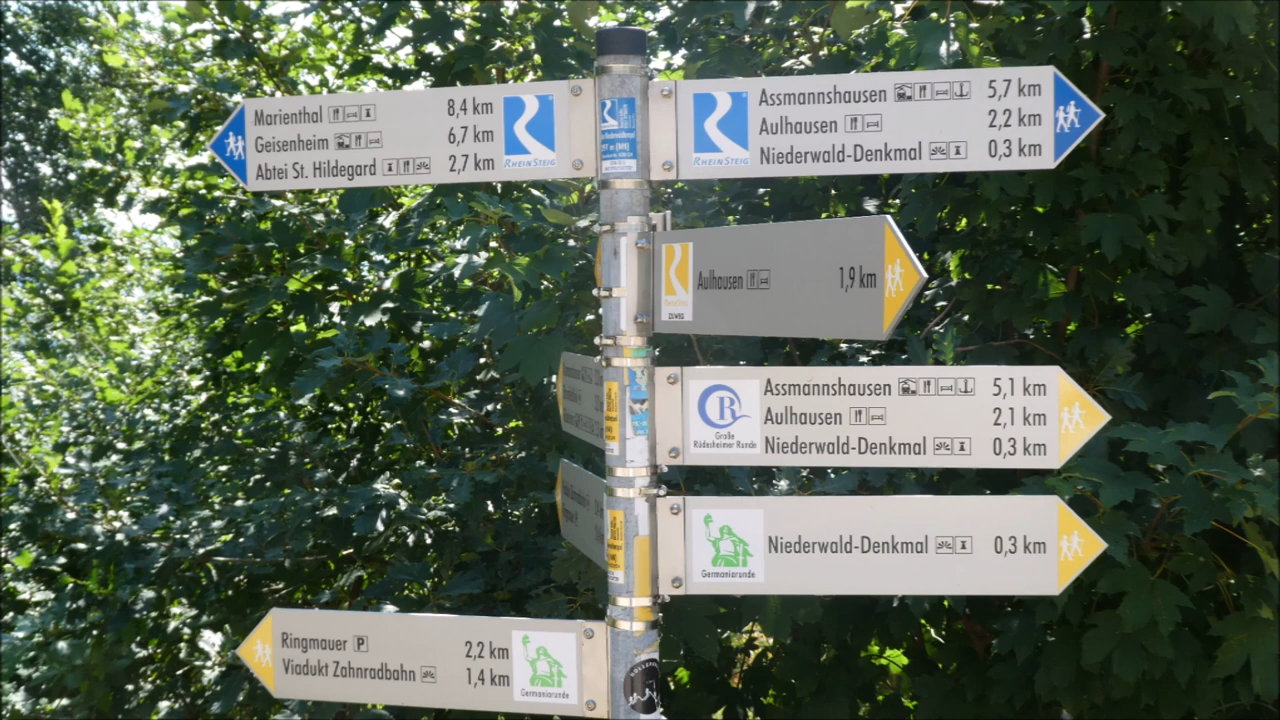 Marienthal 8,4 km
Geisenheim 6,7 km
Abtei St. Hildegard 2,7 km
RHEINSTEIG
RHEINSTEIG
Assmannshausen 5,7 km
Aulhausen 2,2 km
Niederwald-Denkmal 0,3 km
Rheinsteig
ZUWEG
Aulhausen 1,9 km
R
Große
Rüdesheimer Runde
Assmannshausen 5,1 km
Aulhausen 2,1 km
Niederwald-Denkmal 0,3 km
Germaniarunde
Niederwald-Denkmal 0,3 km
Ringmauer P 2,2 km
Viadukt Zahnradbahn 1,4 km
Germaniarunde